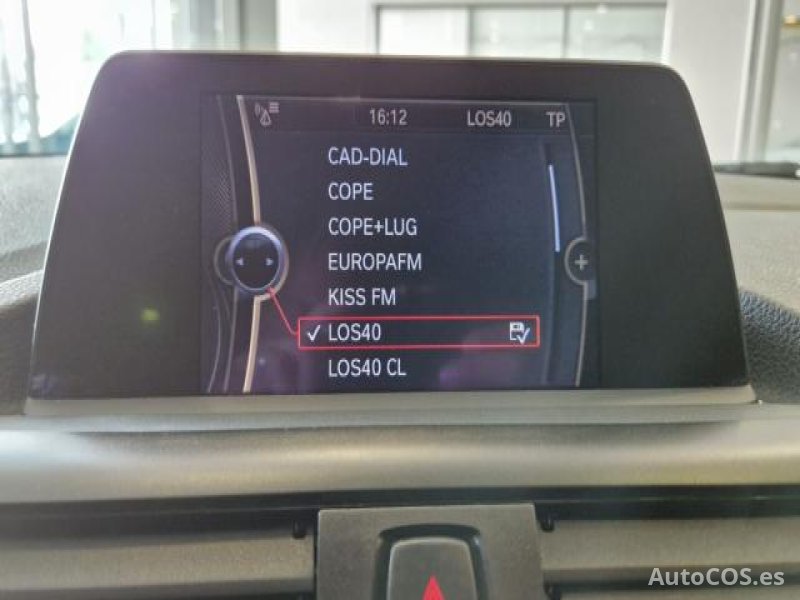 16:12 LOS40 TP
CAD-DIAL
COPE
COPE+LUG
EUROPAFM
KISS FM
LOS40
LOS40 CL
AutoCOS.es